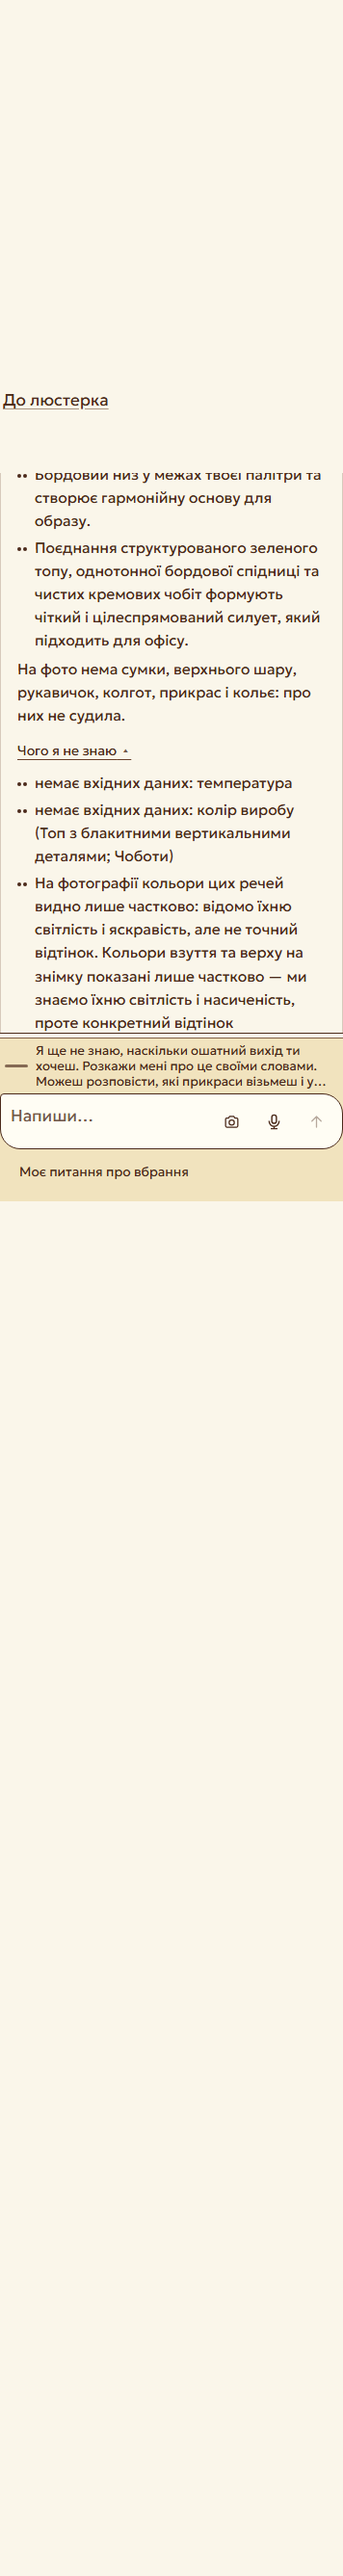 До люстерка
Бордовий низ у межах твоєї палітри та
створює гармонійну основу для
образу.
Поєднання структурованого зеленого
топу, однотонної бордової спідниці та
чистих кремових чобіт формують
чіткий і цілеспрямований силует, який
підходить для офісу.
На фото нема сумки, верхнього шару,
рукавичок, колгот, прикрас і кольє: про
них не судила.
Чого я не знаю
немає вхідних даних: температура
немає вхідних даних: колір виробу
(Топ з блакитними вертикальними
деталями; Чоботи)
На фотографії кольори цих речей
видно лише частково: відомо їхню
світлість і яскравість, але не точний
відтінок. Кольори взуття та верху на
знімку показані лише частково — ми
знаємо їхню світлість і насиченість,
проте конкретний відтінок
Я ще не знаю, наскільки ошатний вихід ти
хочеш. Розкажи мені про це своїми словами.
Можеш розповісти, які прикраси візьмеш і у…
Напиши…
Моє питання про вбрання